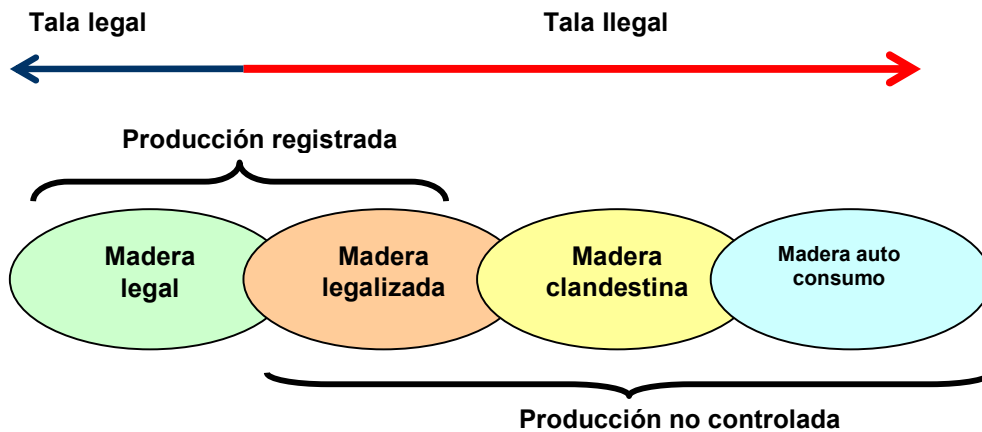 Tala legal
Tala Ilegal
Producción registrada
Madera
legal
Madera
legalizada
Madera
clandestina
Madera auto
consumo
Producción no controlada